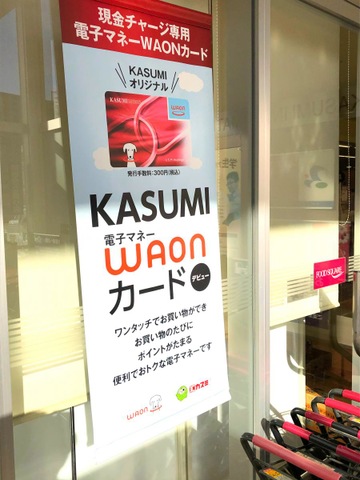 現金チャージ専用
電子マネーWAONカード
KASUMI
オリジナル
KASUMI
waon
発行手数料:300円(税込)
KASUMI
電子マネー
WAON
カード
デビュー
ワンタッチでお買い物ができ
お買い物のたびに
ポイントがたまる
便利でおトクな電子マネーです
WAON
カスミ
FOOD SQUARE